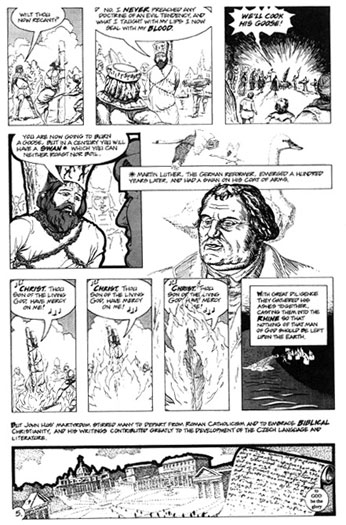 WILT THOU
NOW RECANT?
NO. I NEVER PREACHED ANY
DOCTRINE OF AN EVIL TENDENCY, AND
WHAT I TAUGHT WITH MY LIPS I NOW
SEAL WITH MY BLOOD.
WE'LL COOK
HIS GOOSE!
YOU ARE NOW GOING TO BURN
A GOOSE, BUT IN A CENTURY YOU WILL
HAVE A SWAN* WHICH YOU CAN
NEITHER ROAST NOR BOIL.
* MARTIN LUTHER, THE GERMAN REFORMER, EMERGED A HUNDRED
YEARS LATER, AND HAD A SWAN ON HIS COAT OF ARMS.
CHRIST, THOU
SON OF THE LIVING
GOD, HAVE MERCY
ON ME!
CHRIST, THOU
SON OF THE LIVING
GOD, HAVE MERCY
ON ME!
CHRIST, THOU
SON OF THE LIVING
GOD, HAVE MERCY
ON ME!
WITH GREAT DILIGENCE
THEY GATHERED HIS
ASHES TOGETHER,
CASTING THEM INTO THE
RHINE SO THAT
NOTHING OF THAT MAN
OF GOD SHOULD BE LEFT
UPON THE EARTH.
BUT JOHN HUSS' MARTYRDOM STIRRED MANY TO DEPART FROM ROMAN CATHOLICISM AND TO EMBRACE BIBLICAL
CHRISTIANITY, AND HIS WRITINGS CONTRIBUTED GREATLY TO THE DEVELOPMENT OF THE CZECH LANGUAGE AND
LITERATURE.
5
to GOD
be the
glory